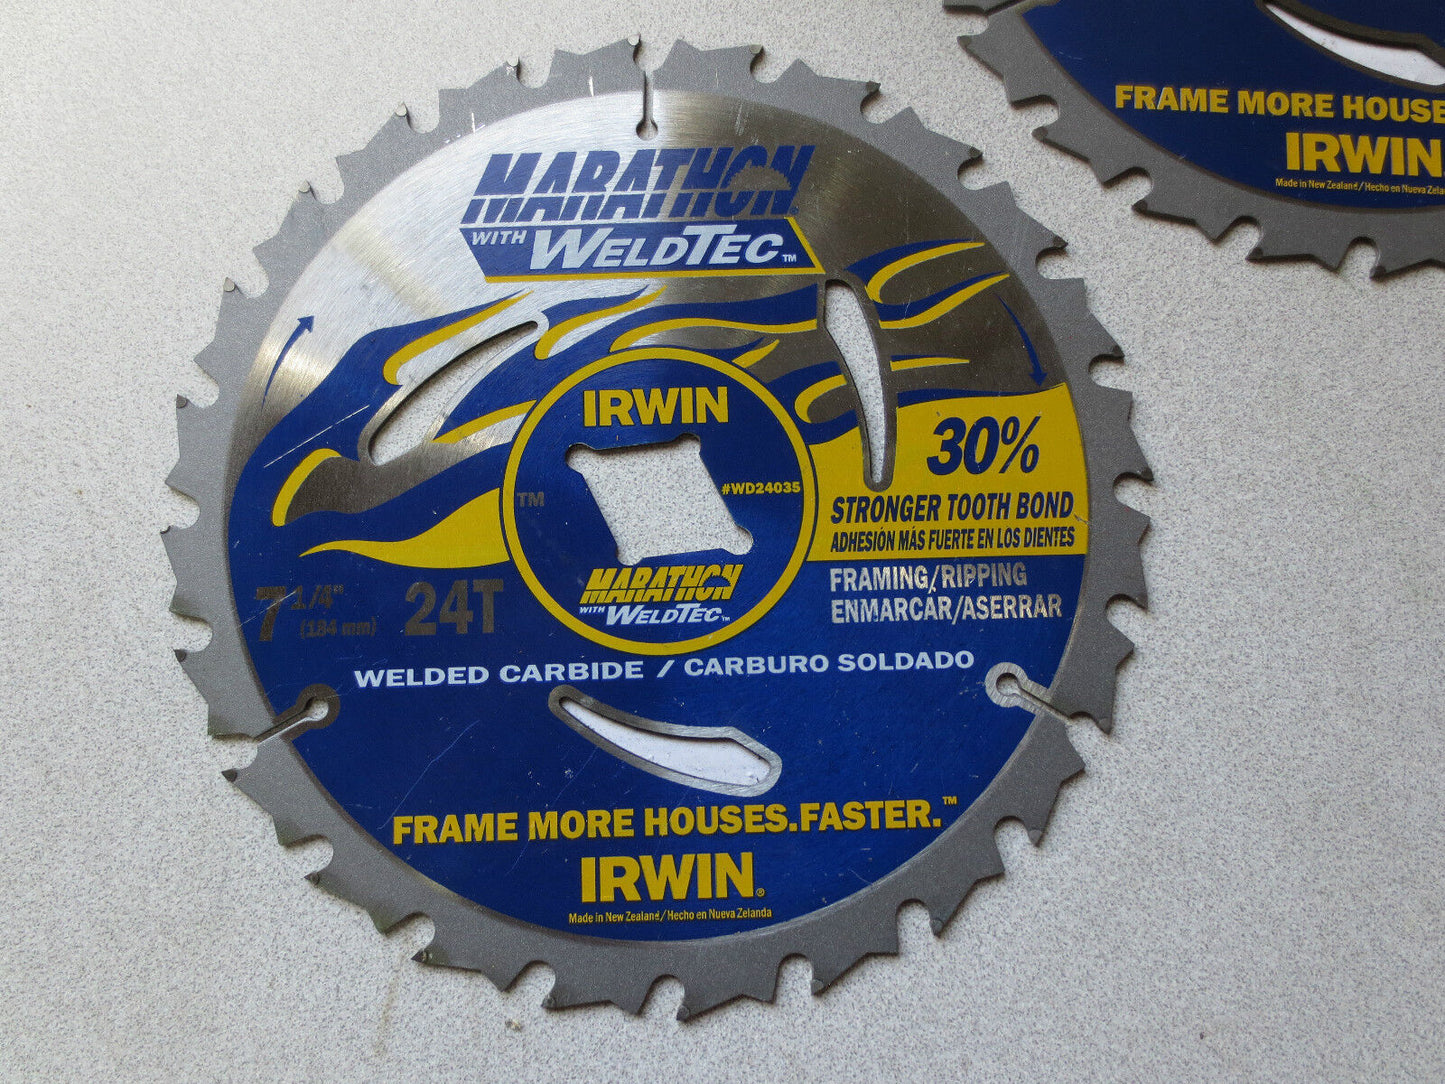 MARATHON
WITH WELDTEC™
IRWIN
#WD24035
TM
MARATHON
WITH WELDTEC™
30%
STRONGER TOOTH BOND
ADHESIÓN MÁS FUERTE EN LOS DIENTES
FRAMING/RIPPING
ENMARCAR/ASERRAR
7 1/4"
(184 mm)
24T
WELDED CARBIDE / CARBURO SOLDADO
FRAME MORE HOUSES.FASTER.™
IRWIN®
Made in New Zealand/Hecho en Nueva Zelanda
FRAME MORE HOUSES
IRWIN
Made in New Zealand/Hecho en Nueva Zela